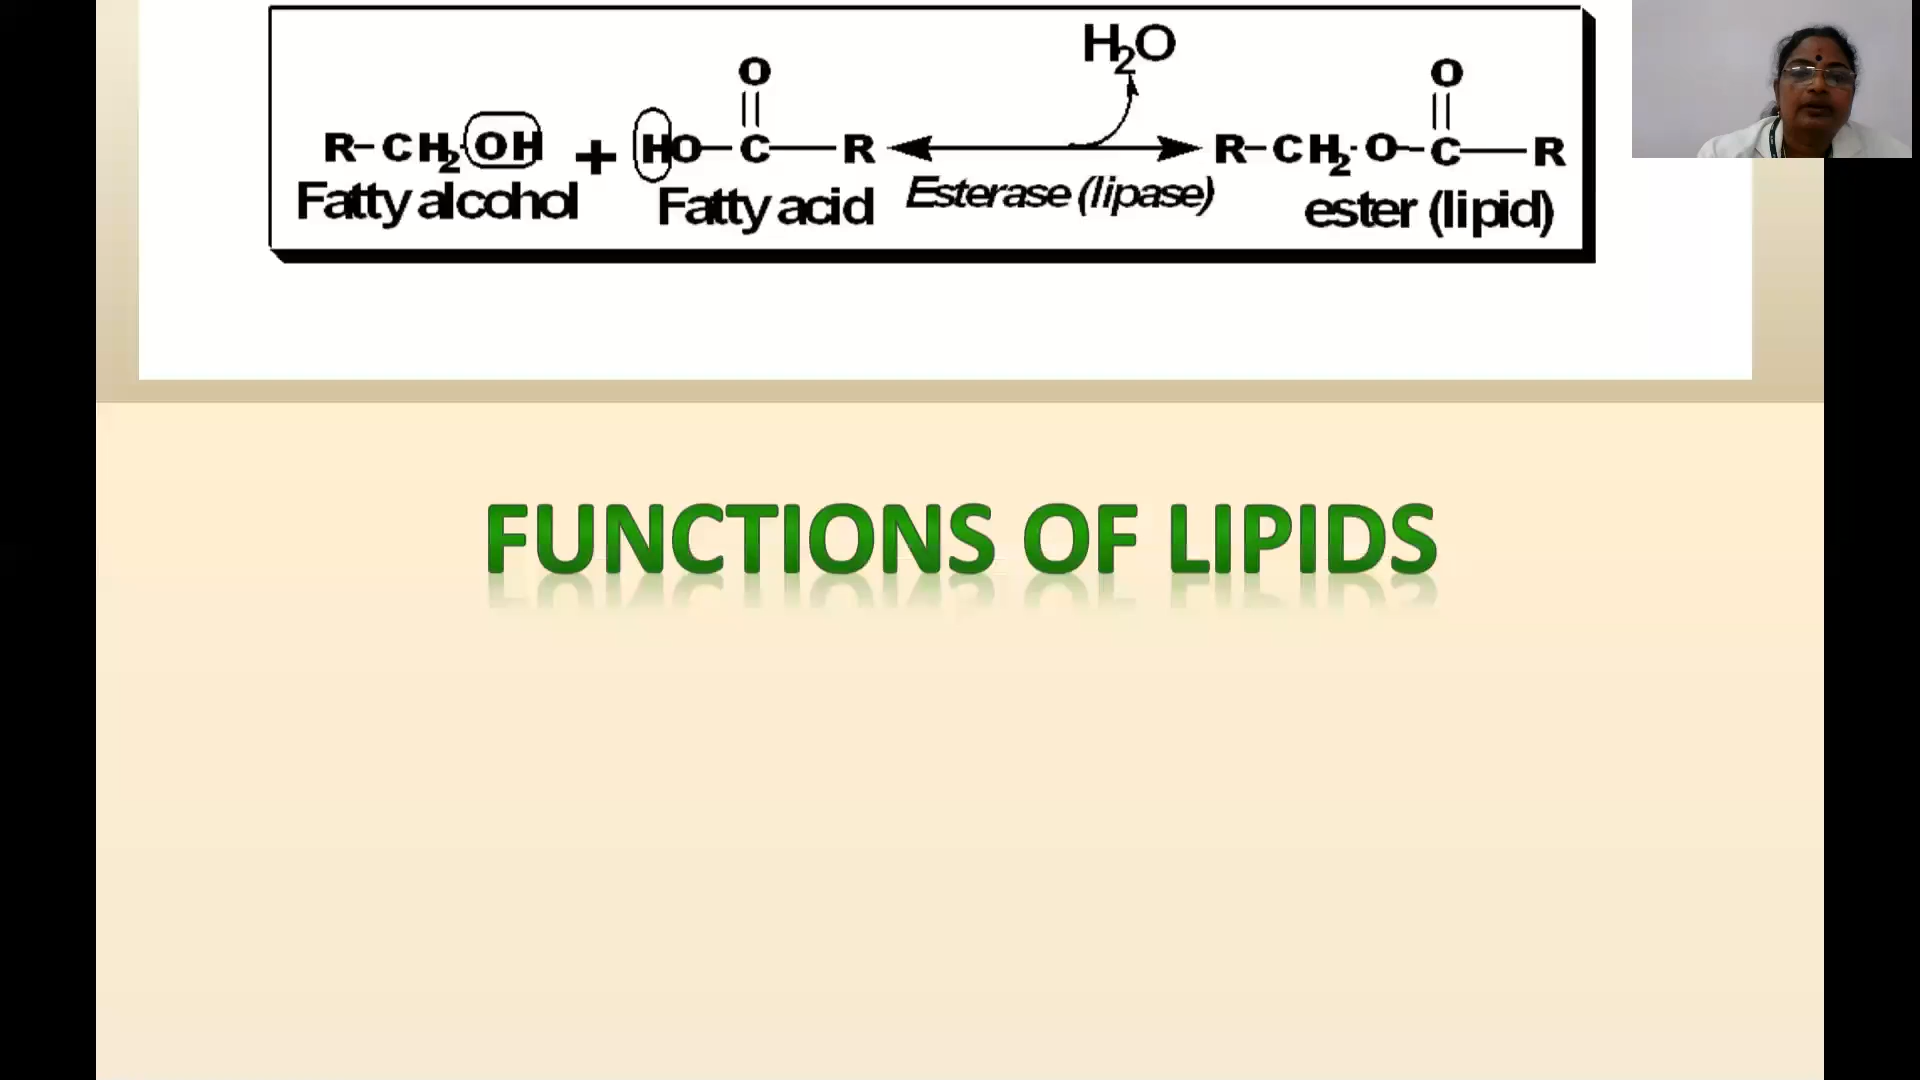 H2O
O O
R-CH2-OH + HO-C-R R-CH2-O-C-R
Fatty alcohol Fatty acid Esterase (lipase) ester (lipid)
FUNCTIONS OF LIPIDS